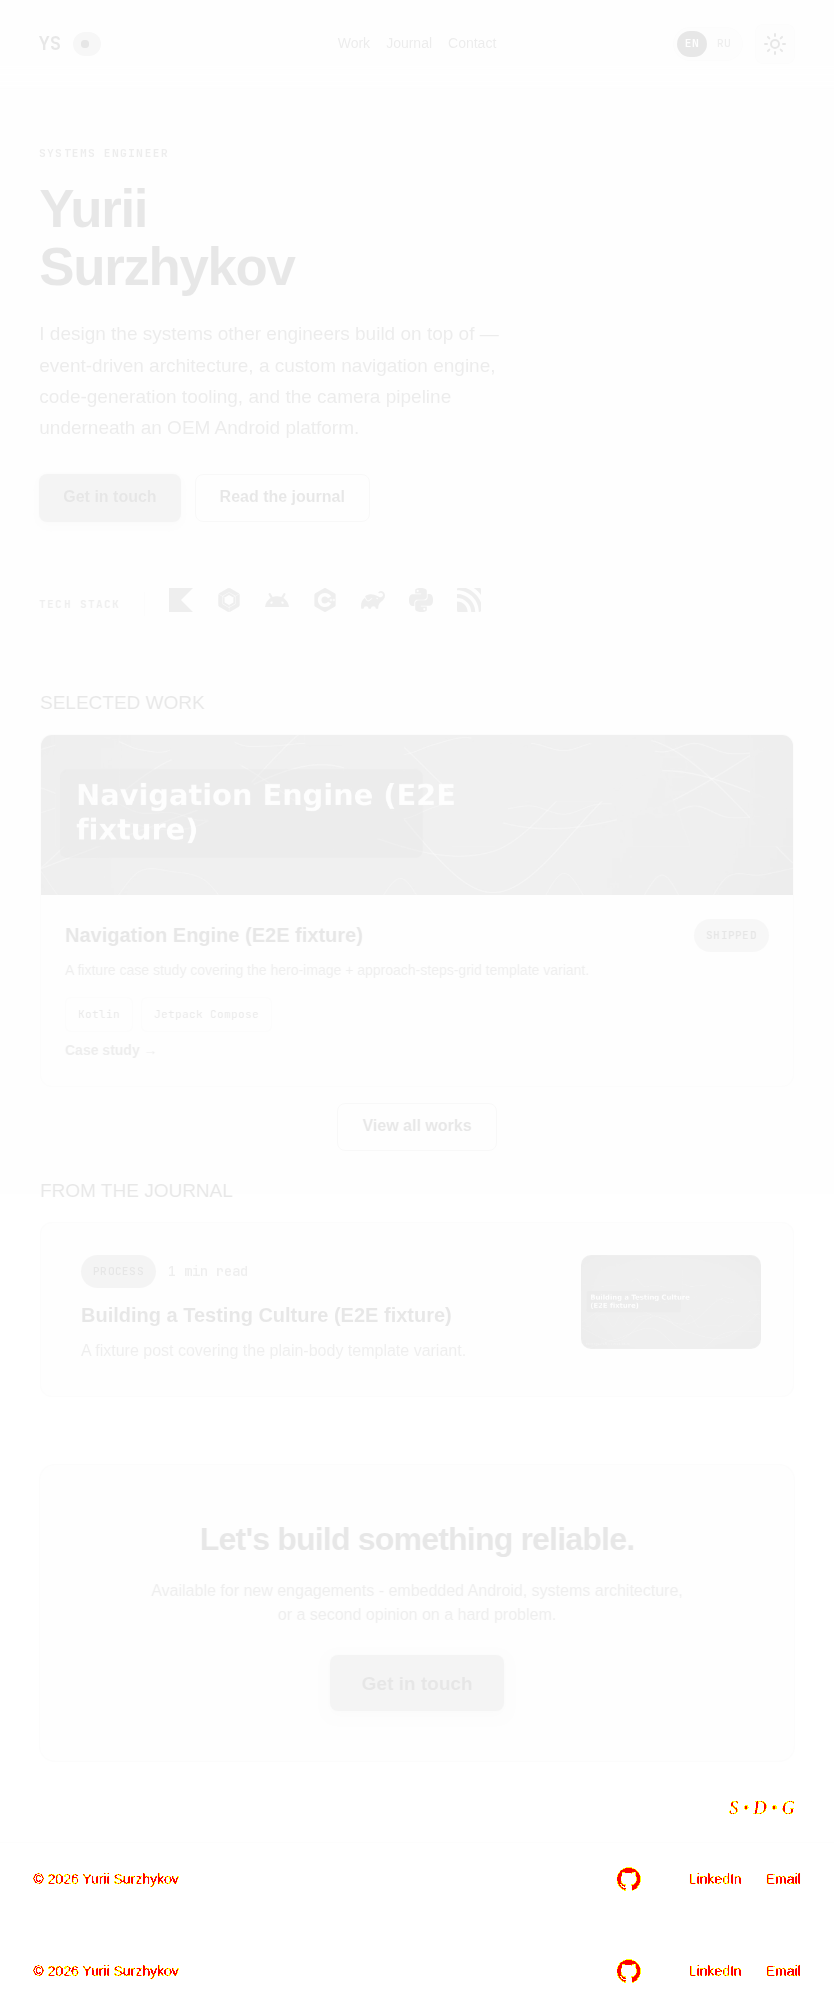 YS
Work Journal Contact
EN RU
SYSTEMS ENGINEER
Yurii
Surzhykov
I design the systems other engineers build on top of —
event-driven architecture, a custom navigation engine,
code-generation tooling, and the camera pipeline
underneath an OEM Android platform.
Get in touch
Read the journal
TECH STACK
SELECTED WORK
Navigation Engine (E2E
fixture)
Navigation Engine (E2E fixture)
SHIPPED
A fixture case study covering the hero-image + approach-steps-grid template variant.
Kotlin
Jetpack Compose
Case study →
View all works
FROM THE JOURNAL
PROCESS
1 min read
Building a Testing Culture
(E2E fixture)
Building a Testing Culture (E2E fixture)
A fixture post covering the plain-body template variant.
Let's build something reliable.
Available for new engagements - embedded Android, systems architecture,
or a second opinion on a hard problem.
Get in touch
S • D • G
© 2026 Yurii Surzhykov
LinkedIn
Email
© 2026 Yurii Surzhykov
LinkedIn
Email